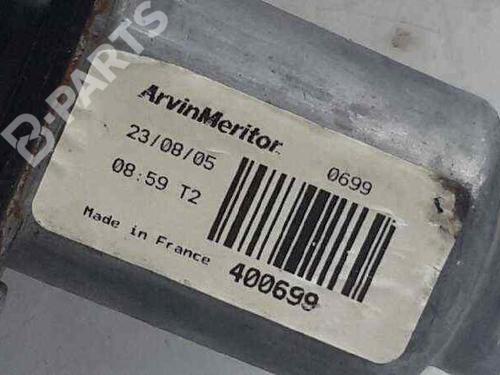 B-PARTS
ArvinMeritor
23/08/05
0699
08:59 T2
Made in France
400699